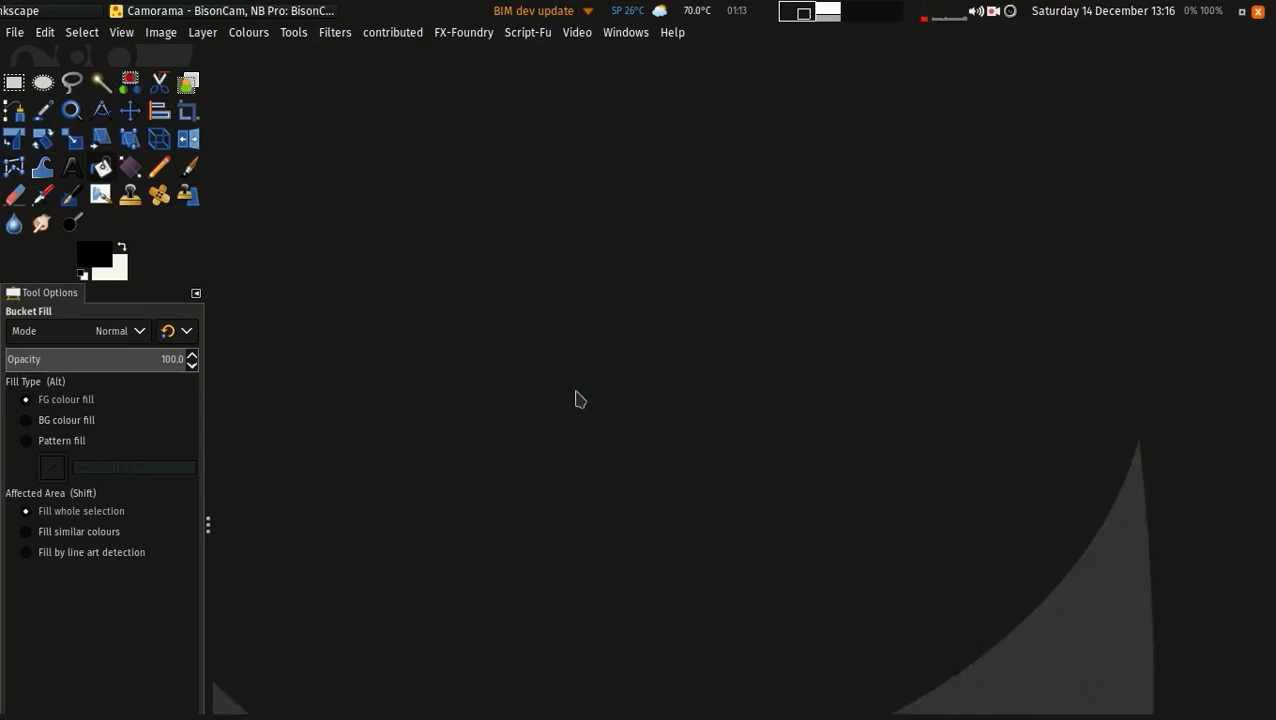 nkscape
Camorama – BisonCam, NB Pro: BisonC...
BIM dev update
SP 26°C
70.0°C
01:13
Saturday 14 December 13:16
0% 100%
File Edit Select View Image Layer Colours Tools Filters contributed FX-Foundry Script-Fu Video Windows Help
Tool Options
Bucket Fill
Mode Normal
Opacity 100.0
Fill Type (Alt)
FG colour fill
BG colour fill
Pattern fill
Affected Area (Shift)
Fill whole selection
Fill similar colours
Fill by line art detection